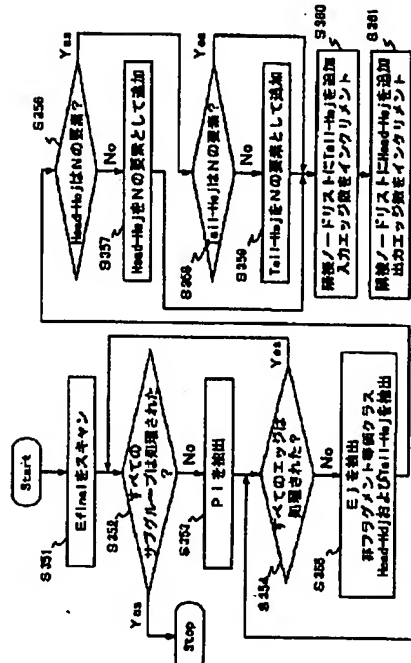 Start
S351
Efinalをスキャン
S352
すべての
サブグループは処理された
?
Yes
Stop
No
S353
Piを検出
S354
すべてのエッジは
処理された?
Yes
No
S355
Ejを検出
非フラグメント等値クラス
Head-HdjおよびTail-Hejを検出
S356
Head-HejはNの要素?
Yes
No
S357
Head-HejをNの要素として追加
S358
Tail-HejはNの要素?
Yes
No
S359
Tail-HejをNの要素として追加
S360
隣接ノードリストにTail-Hejを追加
入力エッジ数をインクリメント
S361
隣接ノードリストにHead-Hejを追加
出力エッジ数をインクリメント